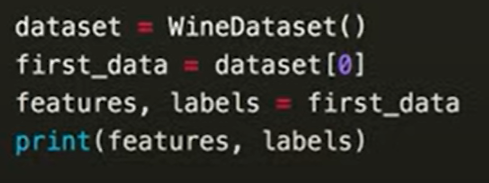 dataset = WineDataset()
first_data = dataset[0]
features, labels = first_data
print(features, labels)